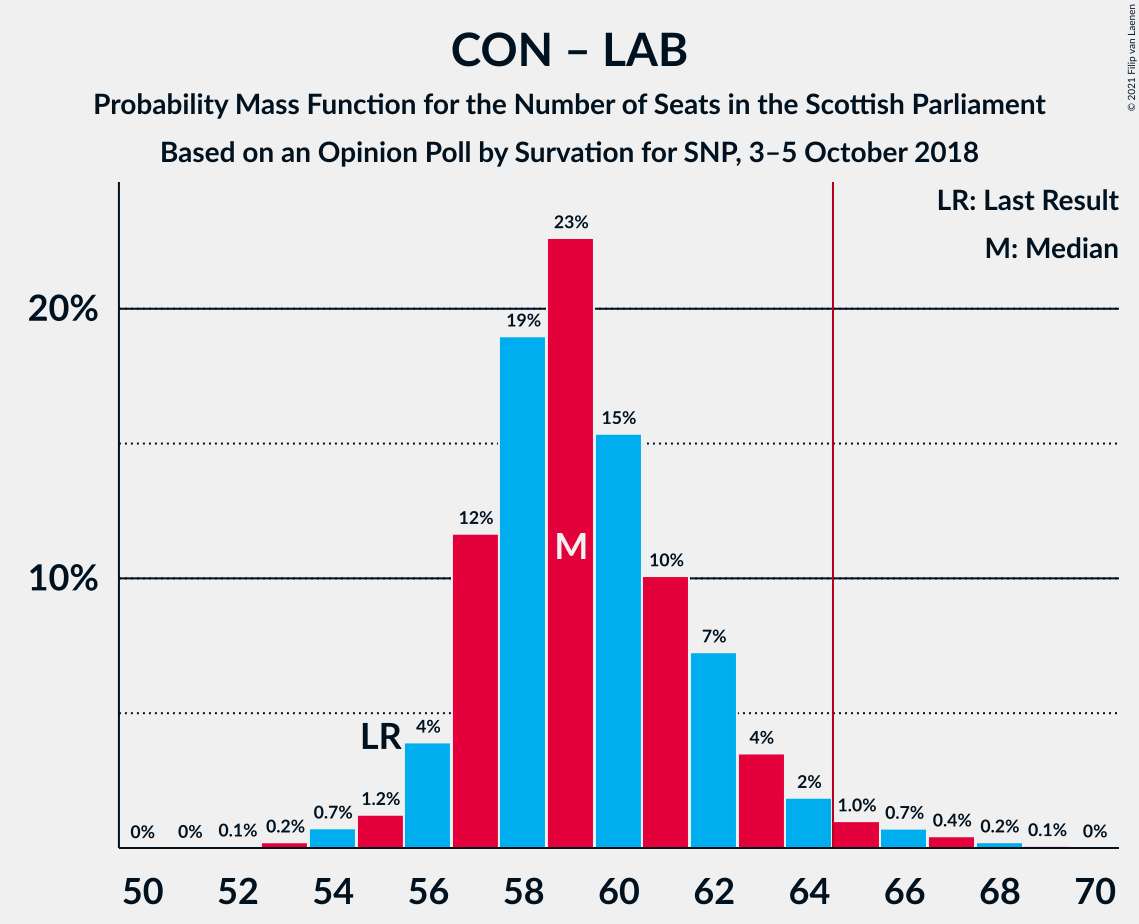 CON – LAB
Probability Mass Function for the Number of Seats in the Scottish Parliament
Based on an Opinion Poll by Survation for SNP, 3–5 October 2018
© 2021 Filip van Laenen
LR: Last Result
M: Median
20%
10%
0%
0%
0.1%
0.2%
0.7%
1.2%
LR
4%
12%
19%
23%
M
15%
10%
7%
4%
2%
1.0%
0.7%
0.4%
0.2%
0.1%
0%
50 52 54 56 58 60 62 64 66 68 70